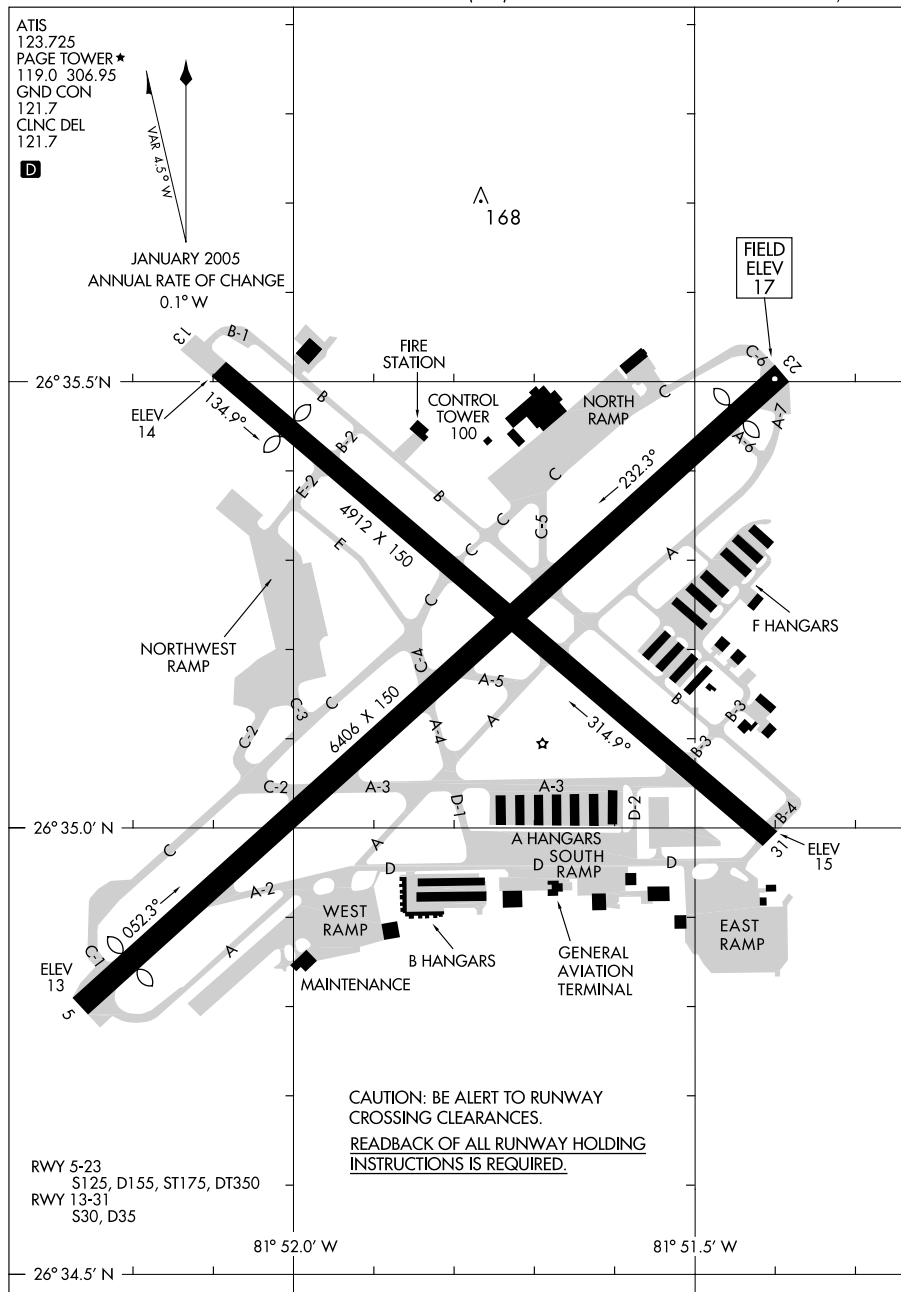 ATIS
123.725
PAGE TOWER★
119.0 306.95
GND CON
121.7
CLNC DEL
121.7
D
VAR 4.5° W
JANUARY 2005
ANNUAL RATE OF CHANGE
0.1° W
168
FIELD
ELEV
17
13
B-1
FIRE
STATION
C-6
23
26° 35.5' N
ELEV
14
134.9°
B
CONTROL
TOWER
100
NORTH
RAMP
C
A-7
A-6
B-2
E-2
232.3°
C
B
4912 X 150
C
C-5
E
C
A
C
F HANGARS
NORTHWEST
RAMP
C-4
A-5
C-3
C
B
B-3
6406 X 150
A-4
A
314.9°
C-2
B-3
C-2
A-3
A-3
D-1
D-2
B-4
26° 35.0' N
A HANGARS
31
ELEV
15
C
A
D
SOUTH
RAMP
D
D
A-2
052.3°
WEST
RAMP
EAST
RAMP
C-1
A
B HANGARS
GENERAL
AVIATION
TERMINAL
ELEV
13
MAINTENANCE
5
CAUTION: BE ALERT TO RUNWAY
CROSSING CLEARANCES.
READBACK OF ALL RUNWAY HOLDING
INSTRUCTIONS IS REQUIRED.
RWY 5-23
S125, D155, ST175, DT350
RWY 13-31
S30, D35
81° 52.0' W
81° 51.5' W
26° 34.5' N